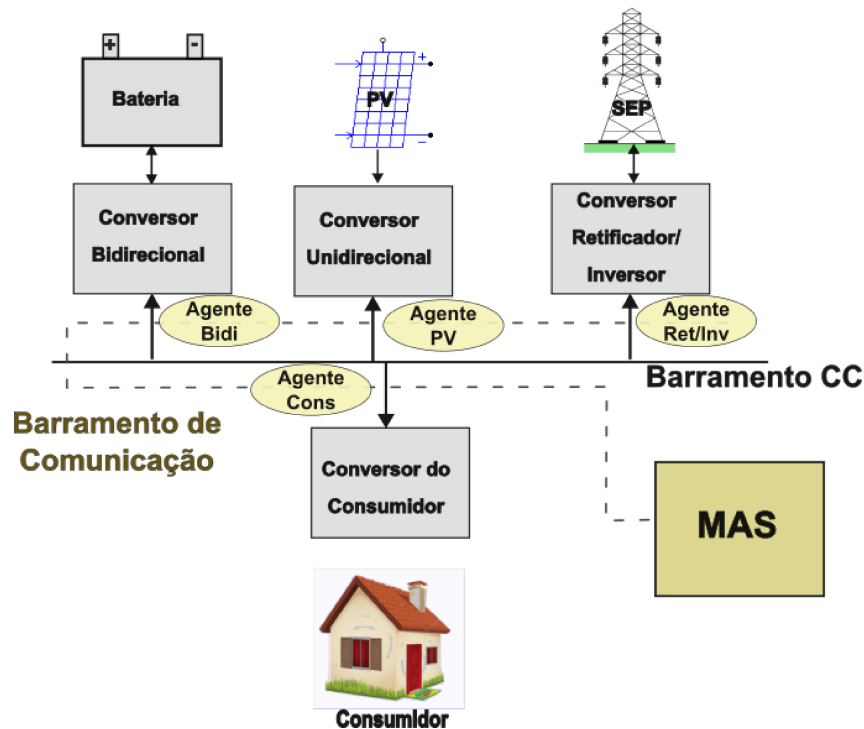 + -
Bateria
PV
+
−
SEP
Conversor
Bidirecional
Conversor
Unidirecional
Conversor
Retificador/
Inversor
Agente
Bidi
Agente
PV
Agente
Ret/Inv
Agente
Cons
Barramento CC
Barramento de
Comunicação
Conversor do
Consumidor
MAS
Consumidor